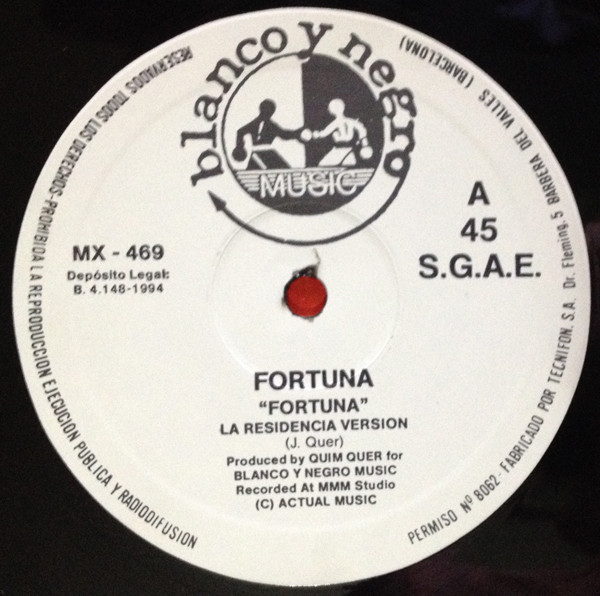 blanco y negro
MUSIC
A
45
S.G.A.E.
MX - 469
Depósito Legal:
B. 4.148-1994
FORTUNA
“FORTUNA”
LA RESIDENCIA VERSION
(J. Quer)
Produced by QUIM QUER for
BLANCO Y NEGRO MUSIC
Recorded At MMM Studio
(C) ACTUAL MUSIC
RESERVADOS TODOS LOS DERECHOS-PROHIBIDA LA REPRODUCCION EJECUCION PUBLICA Y RADIODIFUSION
PERMISO Nº 8062-FABRICADO POR TECNIFON. S.A. Dr. Fleming. 5 BARBERA DEL VALLES (BARCELONA)